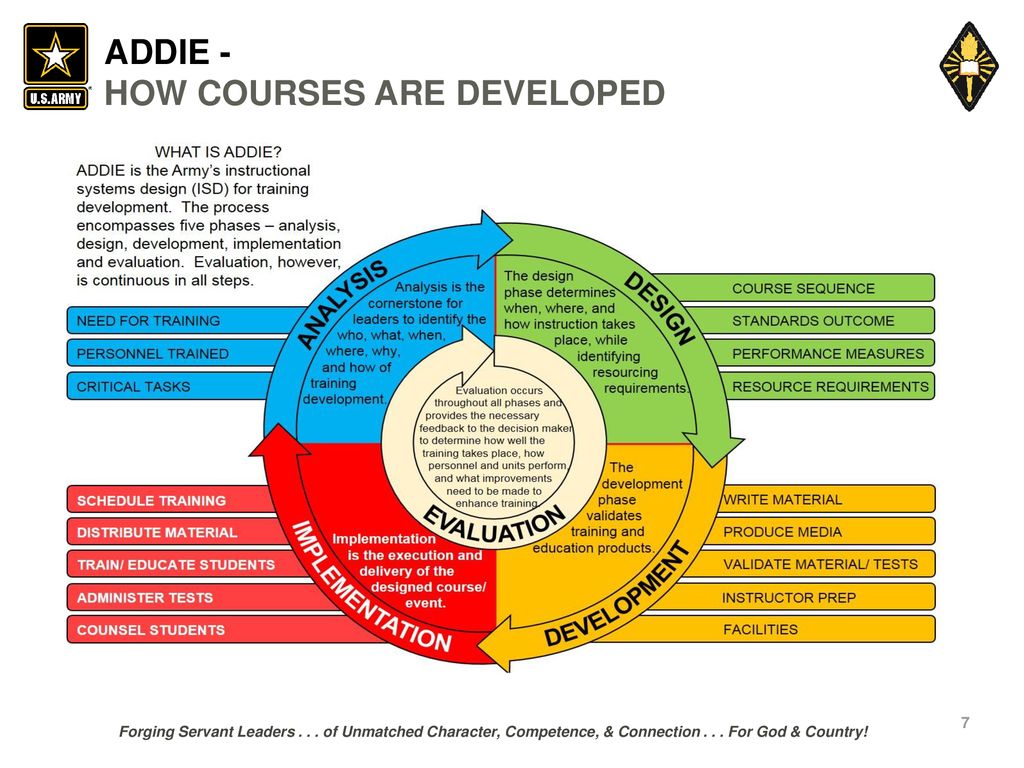 U.S.ARMY
ADDIE -
HOW COURSES ARE DEVELOPED
WHAT IS ADDIE?
ADDIE is the Army's instructional
systems design (ISD) for training
development. The process
encompasses five phases – analysis,
design, development, implementation
and evaluation. Evaluation, however,
is continuous in all steps.
NEED FOR TRAINING
PERSONNEL TRAINED
CRITICAL TASKS
ANALYSIS
Analysis is the
cornerstone for
leaders to identify the
who, what, when,
where, why,
and how of
training
development.
DESIGN
The design
phase determines
when, where, and
how instruction takes
place, while
identifying
resourcing
requirements.
COURSE SEQUENCE
STANDARDS OUTCOME
PERFORMANCE MEASURES
RESOURCE REQUIREMENTS
Evaluation occurs
throughout all phases and
provides the necessary
feedback to the decision maker
to determine how well the
training takes place, how
personnel and units perform,
and what improvements
need to be made to
enhance training.
EVALUATION
SCHEDULE TRAINING
DISTRIBUTE MATERIAL
TRAIN/ EDUCATE STUDENTS
ADMINISTER TESTS
COUNSEL STUDENTS
IMPLEMENTATION
Implementation
is the execution and
delivery of the
designed course/
event.
The
development
phase
validates
training and
education products.
DEVELOPMENT
WRITE MATERIAL
PRODUCE MEDIA
VALIDATE MATERIAL/ TESTS
INSTRUCTOR PREP
FACILITIES
Forging Servant Leaders . . . of Unmatched Character, Competence, & Connection . . . For God & Country!
7